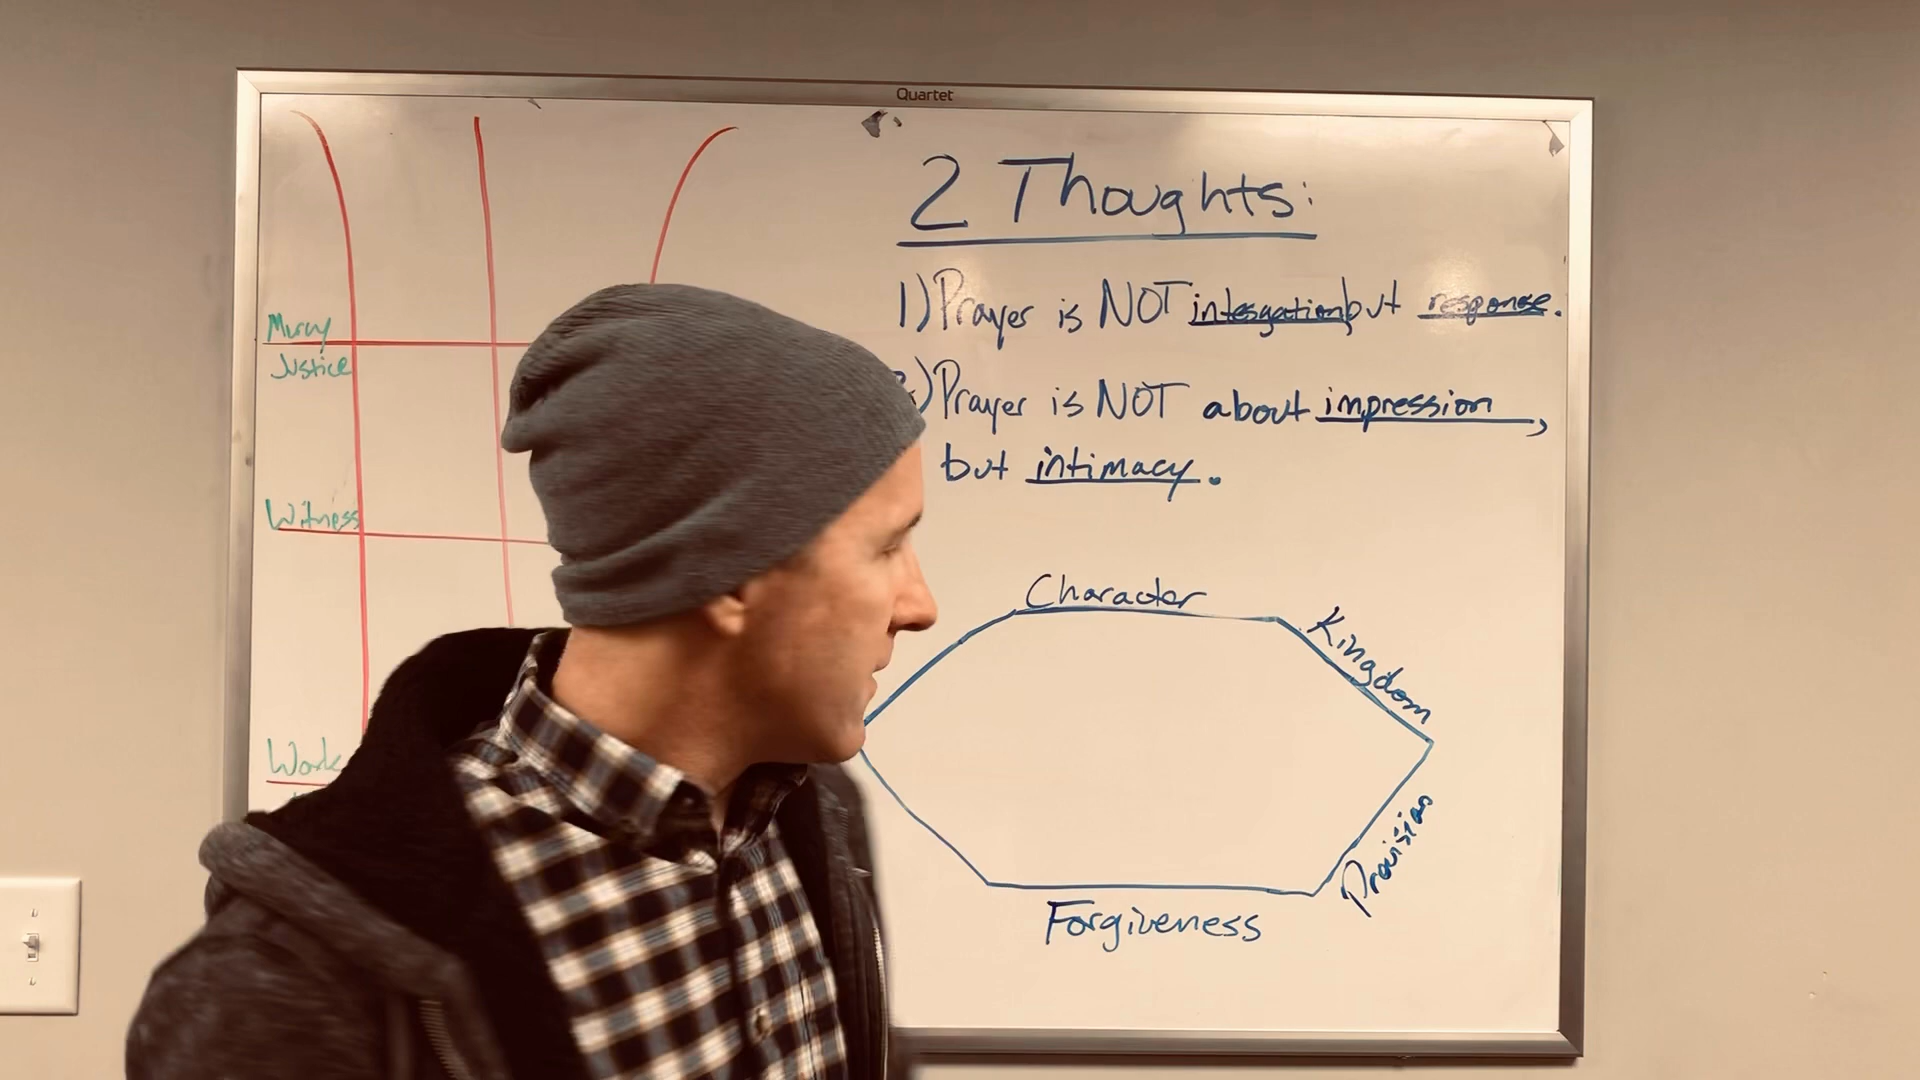 Quartet
2 Thoughts:
1) Prayer is NOT intesgation but response.
) Prayer is NOT about impression,
but intimacy.
Mercy
Justice
Witness
Work
Character
Kingdom
Provision
Forgiveness